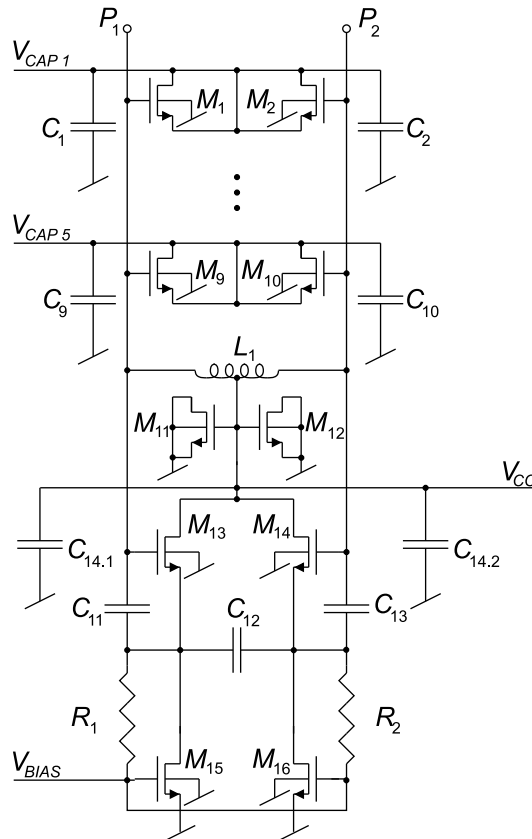 P1 P2
VCAP 1
M1 M2
C1 C2
VCAP 5
M9 M10
C9 C10
L1
M11 M12
VCC
M13 M14
C14.1 C14.2
C11 C12 C13
R1 R2
M15 M16
VBIAS